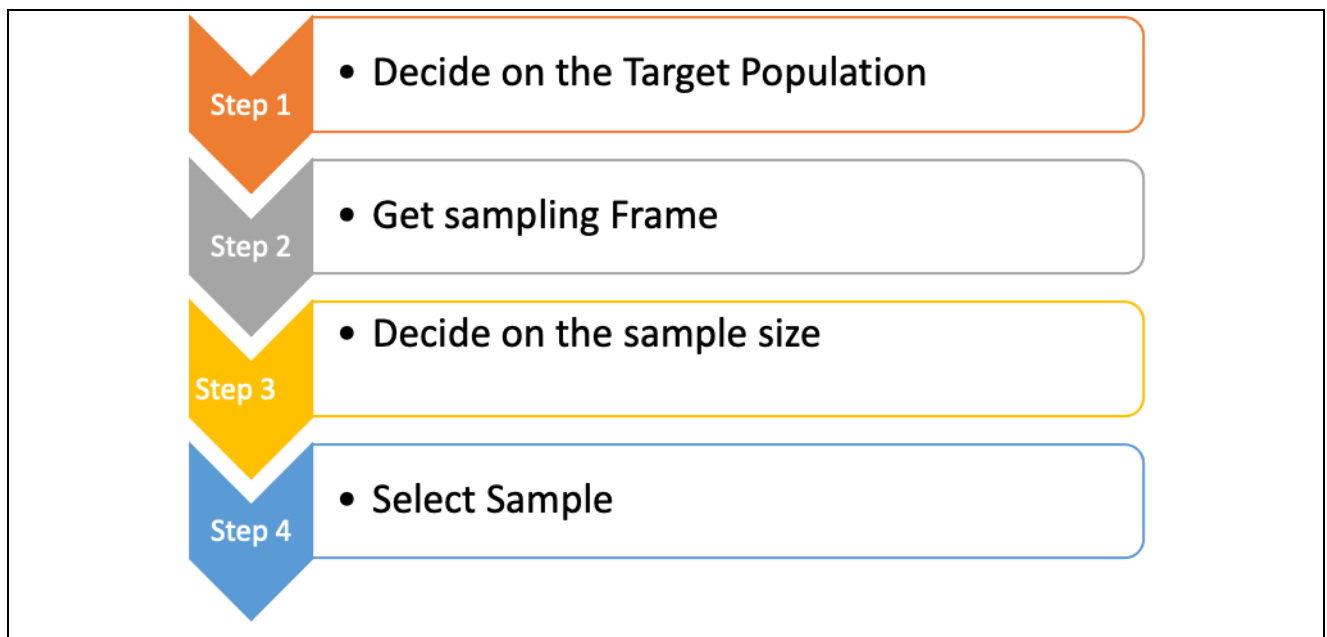 Step 1
• Decide on the Target Population
Step 2
• Get sampling Frame
Step 3
• Decide on the sample size
Step 4
• Select Sample